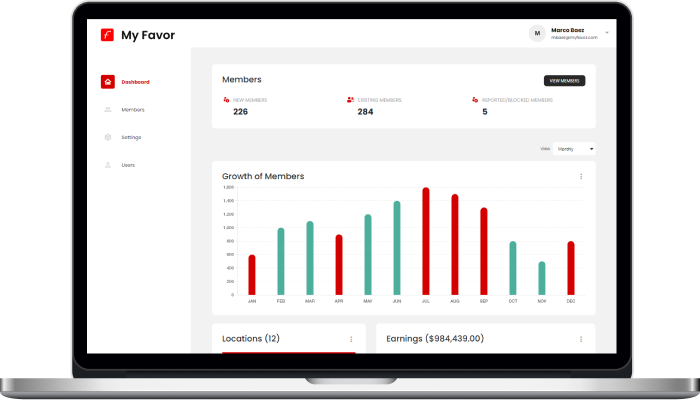 My Favor
M
Marco Baez
Dashboard
Members
Settings
Users
Members
VIEW MEMBERS
NEW MEMBERS
226
EXISTING MEMBERS
284
REPORTED/BLOCKED MEMBERS
5
View
Monthly
Growth of Members
1,600
1,400
1,200
1,000
800
600
400
200
0
JAN FEB MAR APR MAY JUN JUL AUG SEP OCT NOV DEC
Locations (12)
Earnings ($984,439.00)